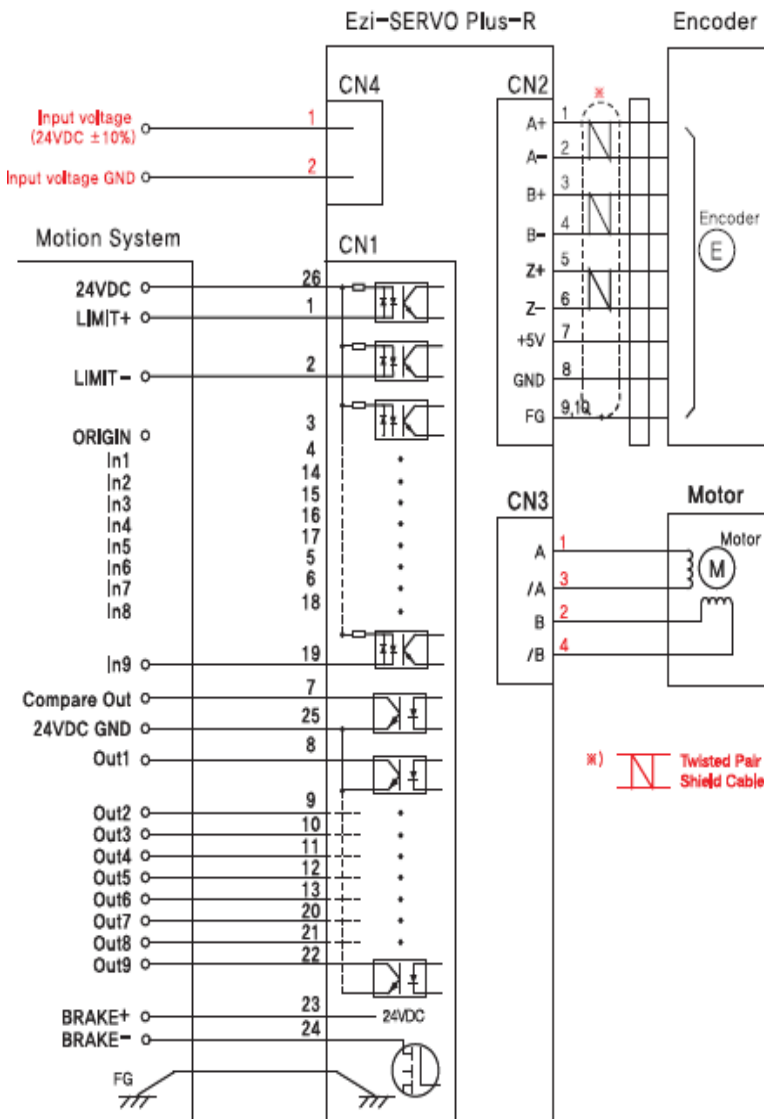 Ezi-SERVO Plus-R
Encoder
CN4
CN2
Input voltage
(24VDC ±10%)
1
Input voltage GND
2
A+ 1
A- 2
B+ 3
B- 4
Z+ 5
Z- 6
+5V 7
GND 8
FG 9,10
※
Encoder
E
Motion System
CN1
24VDC 26
LIMIT+ 1
LIMIT- 2
ORIGIN 3
In1 4
In2 14
In3 15
In4 16
In5 17
In6 5
In7 6
In8 18
In9 19
Compare Out 7
24VDC GND 25
Out1 8
Out2 9
Out3 10
Out4 11
Out5 12
Out6 13
Out7 20
Out8 21
Out9 22
BRAKE+ 23 24VDC
BRAKE- 24
FG
CN3
Motor
A 1
/A 3
B 2
/B 4
Motor
M
※) Twisted Pair
Shield Cable